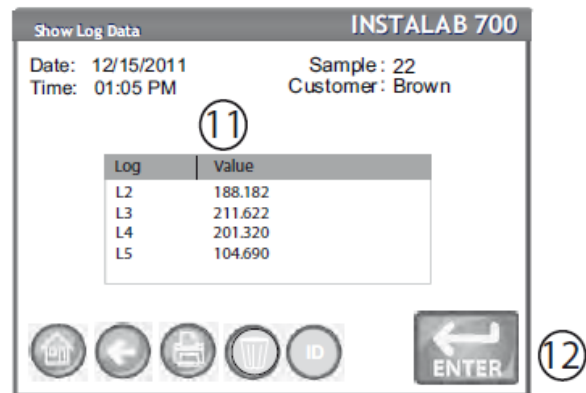 Show Log Data INSTALAB 700
Date: 12/15/2011 Sample: 22
Time: 01:05 PM Customer: Brown
11
Log Value
L2 188.182
L3 211.622
L4 201.320
L5 104.690
ID
ENTER
12